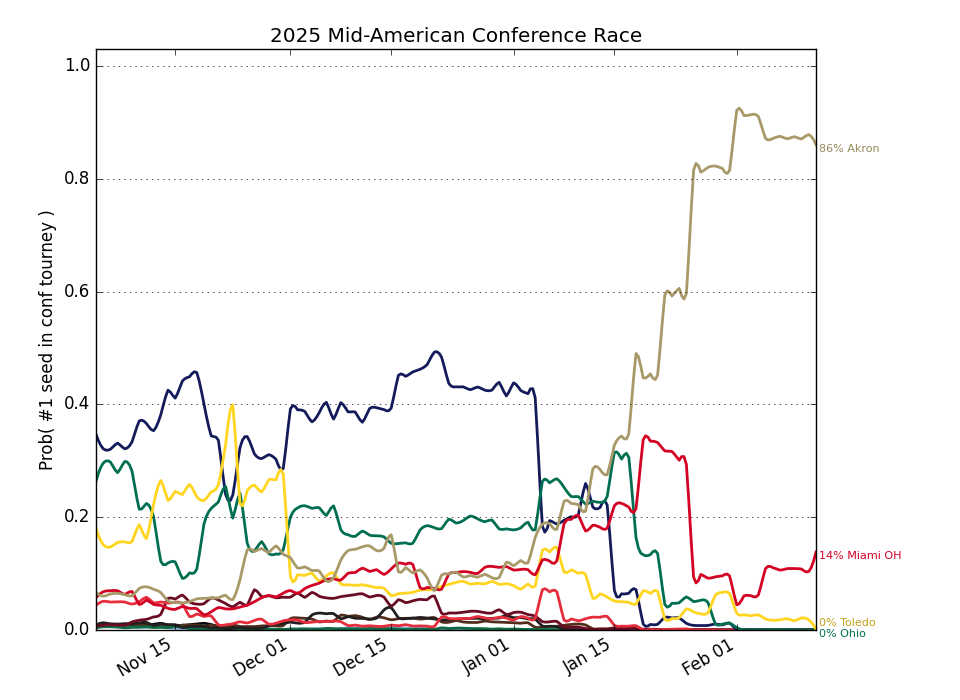 2025 Mid-American Conference Race
Prob( #1 seed in conf tourney )
1.0
0.8
0.6
0.4
0.2
0.0
Nov 15
Dec 01
Dec 15
Jan 01
Jan 15
Feb 01
86% Akron
14% Miami OH
0% Toledo
0% Ohio